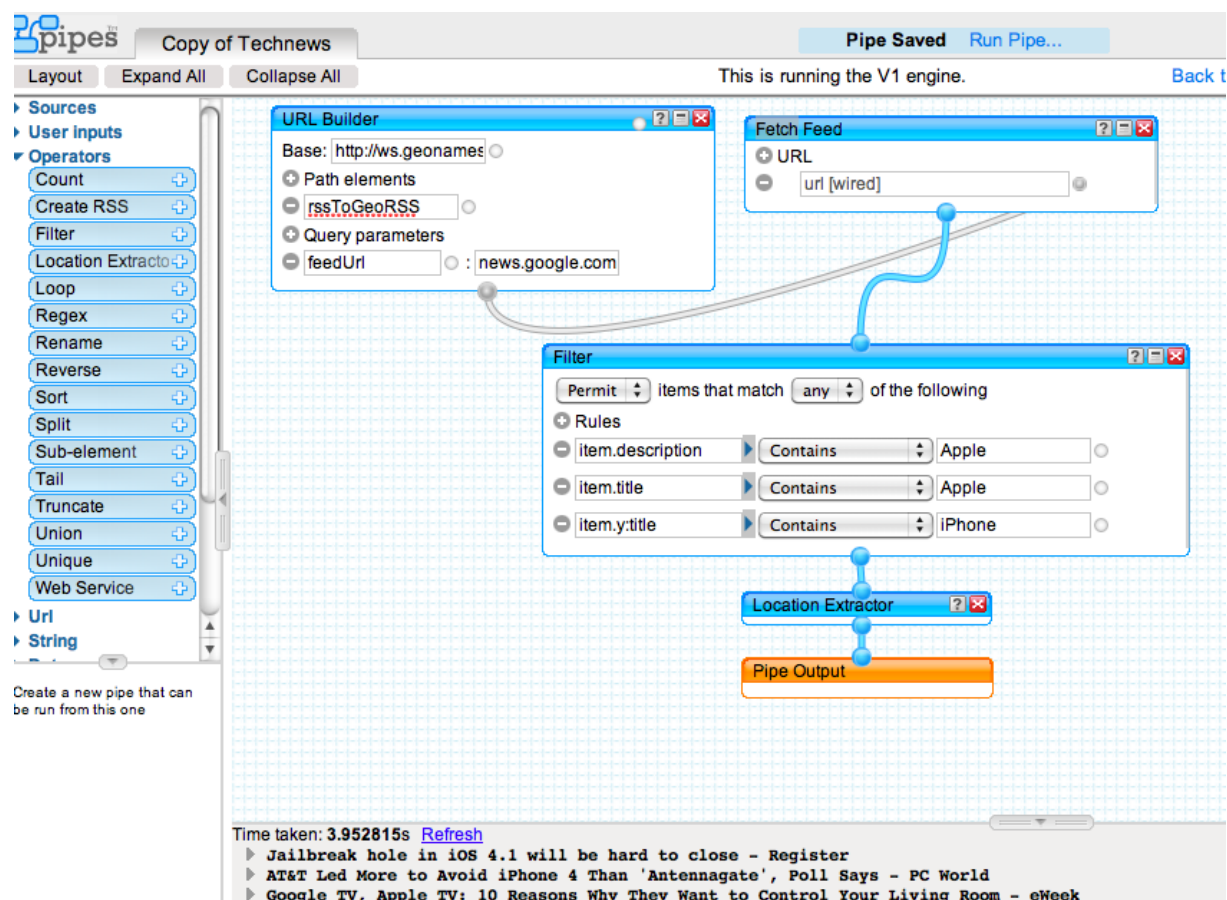 pipes
Copy of Technews
Pipe Saved Run Pipe...
Layout Expand All Collapse All
This is running the V1 engine.
Back t
Sources
User inputs
Operators
Count
Create RSS
Filter
Location Extracto
Loop
Regex
Rename
Reverse
Sort
Split
Sub-element
Tail
Truncate
Union
Unique
Web Service
Url
String
Create a new pipe that can
be run from this one
URL Builder ?
Base: http://ws.geonames
Path elements
rssToGeoRSS
Query parameters
feedUrl : news.google.com
Fetch Feed ?
URL
url [wired]
Filter ?
Permit items that match any of the following
Rules
item.description Contains Apple
item.title Contains Apple
item.y:title Contains iPhone
Location Extractor ?
Pipe Output
Time taken: 3.952815s Refresh
Jailbreak hole in iOS 4.1 will be hard to close - Register
AT&T Led More to Avoid iPhone 4 Than 'Antennagate', Poll Says - PC World
Google TV, Apple TV: 10 Reasons Why They Want to Control Your Living Room - eWeek